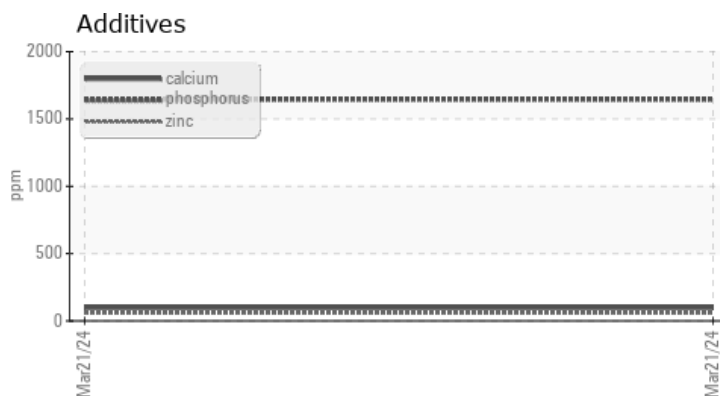 Additives
2000
1500
1000
500
0
ppm
calcium
phosphorus
zinc
Mar21/24
Mar21/24